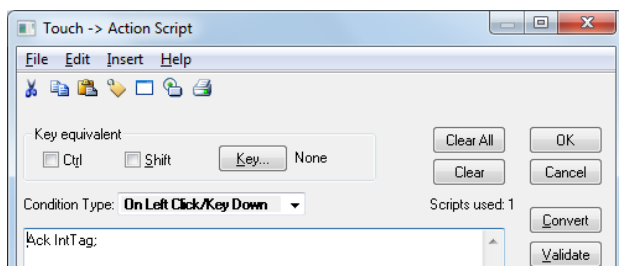 Touch -> Action Script
File Edit Insert Help
Key equivalent
Ctrl Shift Key... None
Clear All OK
Clear Cancel
Condition Type: On Left Click/Key Down Scripts used: 1
Convert
Ack IntTag;
Validate